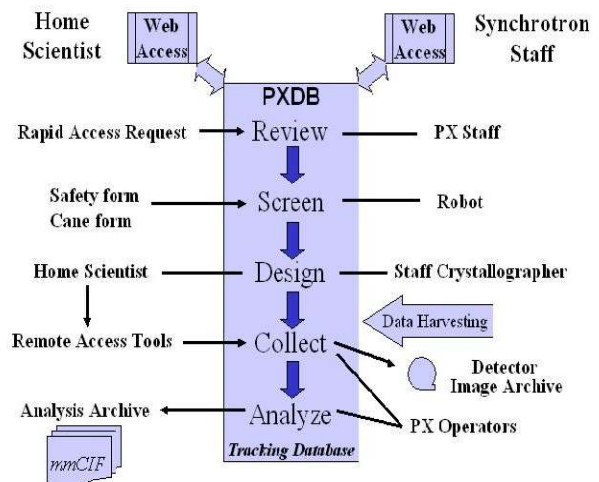 Home
Scientist
Web
Access
Web
Access
Synchrotron
Staff
PXDB
Rapid Access Request
Review
PX Staff
Safety form
Cane form
Screen
Robot
Home Scientist
Design
Staff Crystallographer
Data Harvesting
Remote Access Tools
Collect
Detector
Image Archive
Analysis Archive
Analyze
PX Operators
mmCIF
Tracking Database